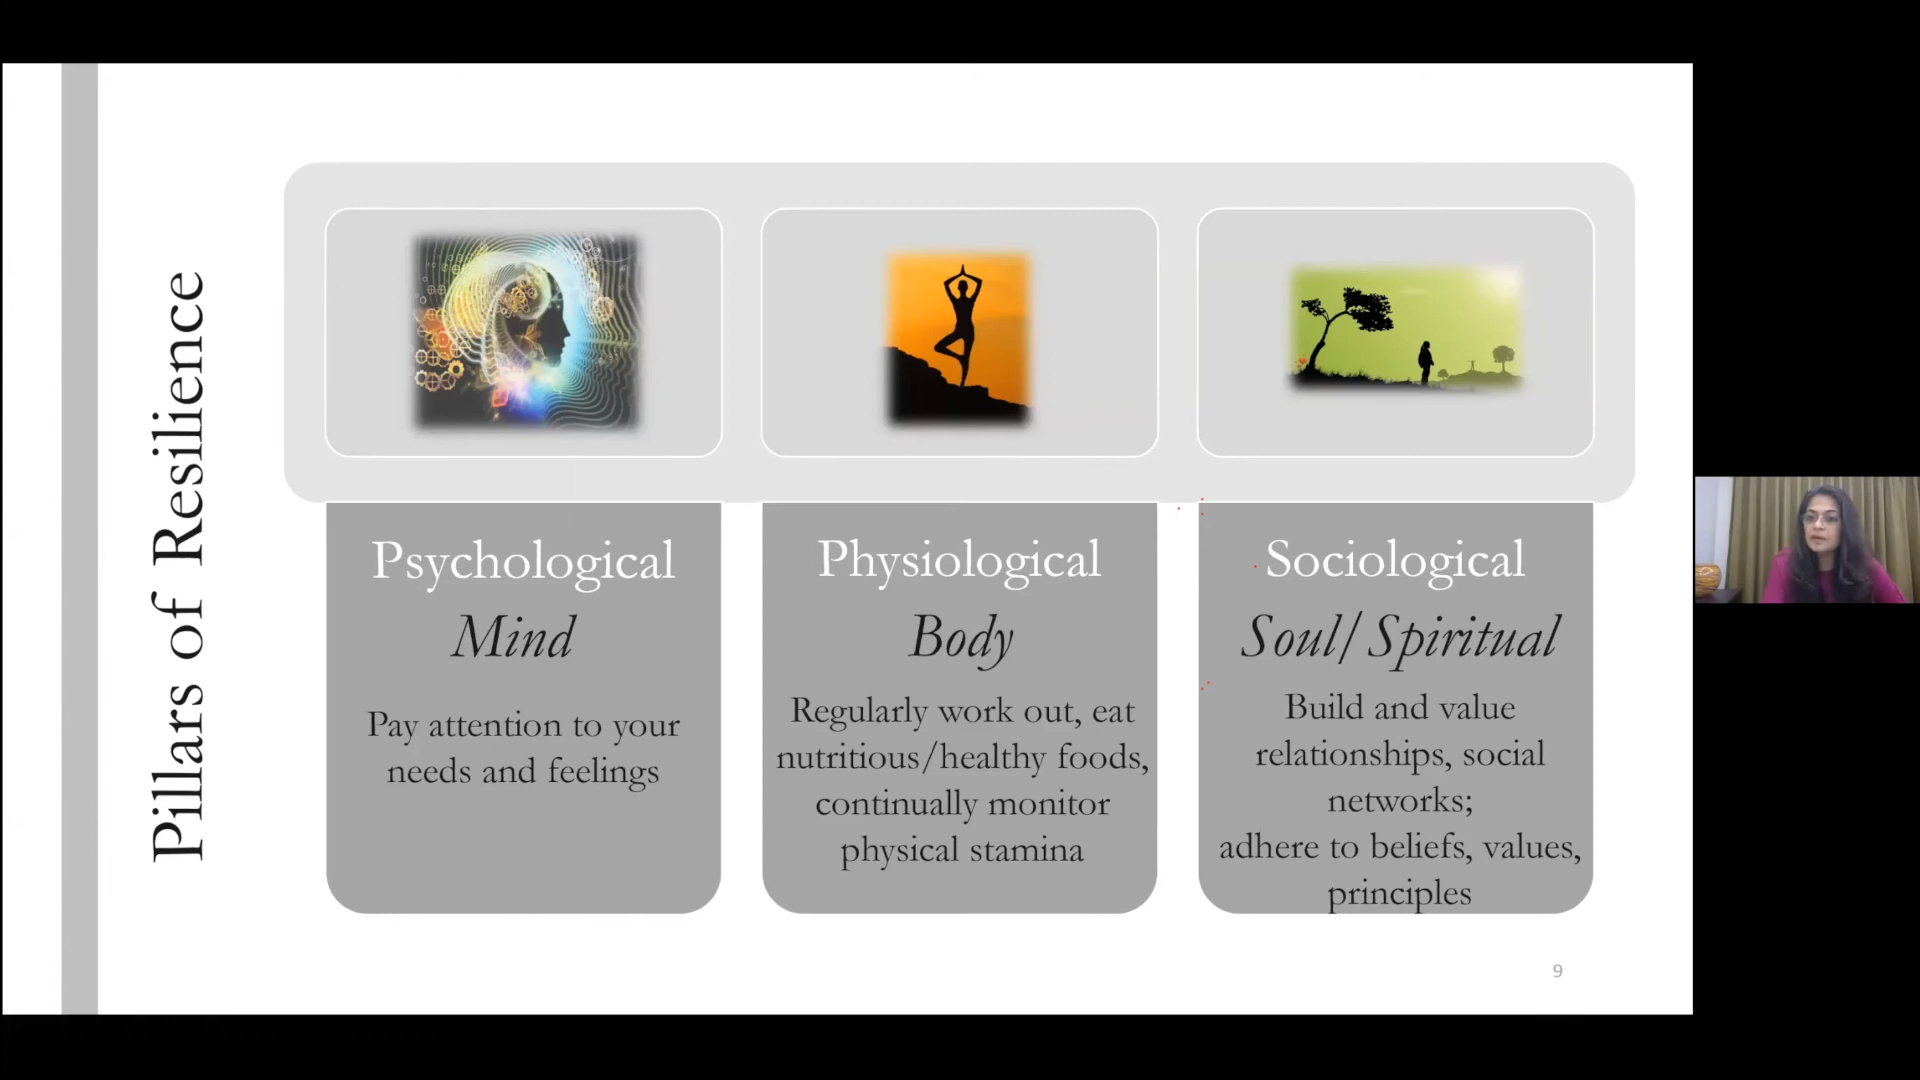 Pillars of Resilience
Psychological
Mind
Pay attention to your
needs and feelings
Physiological
Body
Regularly work out, eat
nutritious/healthy foods,
continually monitor
physical stamina
Sociological
Soul/Spiritual
Build and value
relationships, social
networks;
adhere to beliefs, values,
principles
9